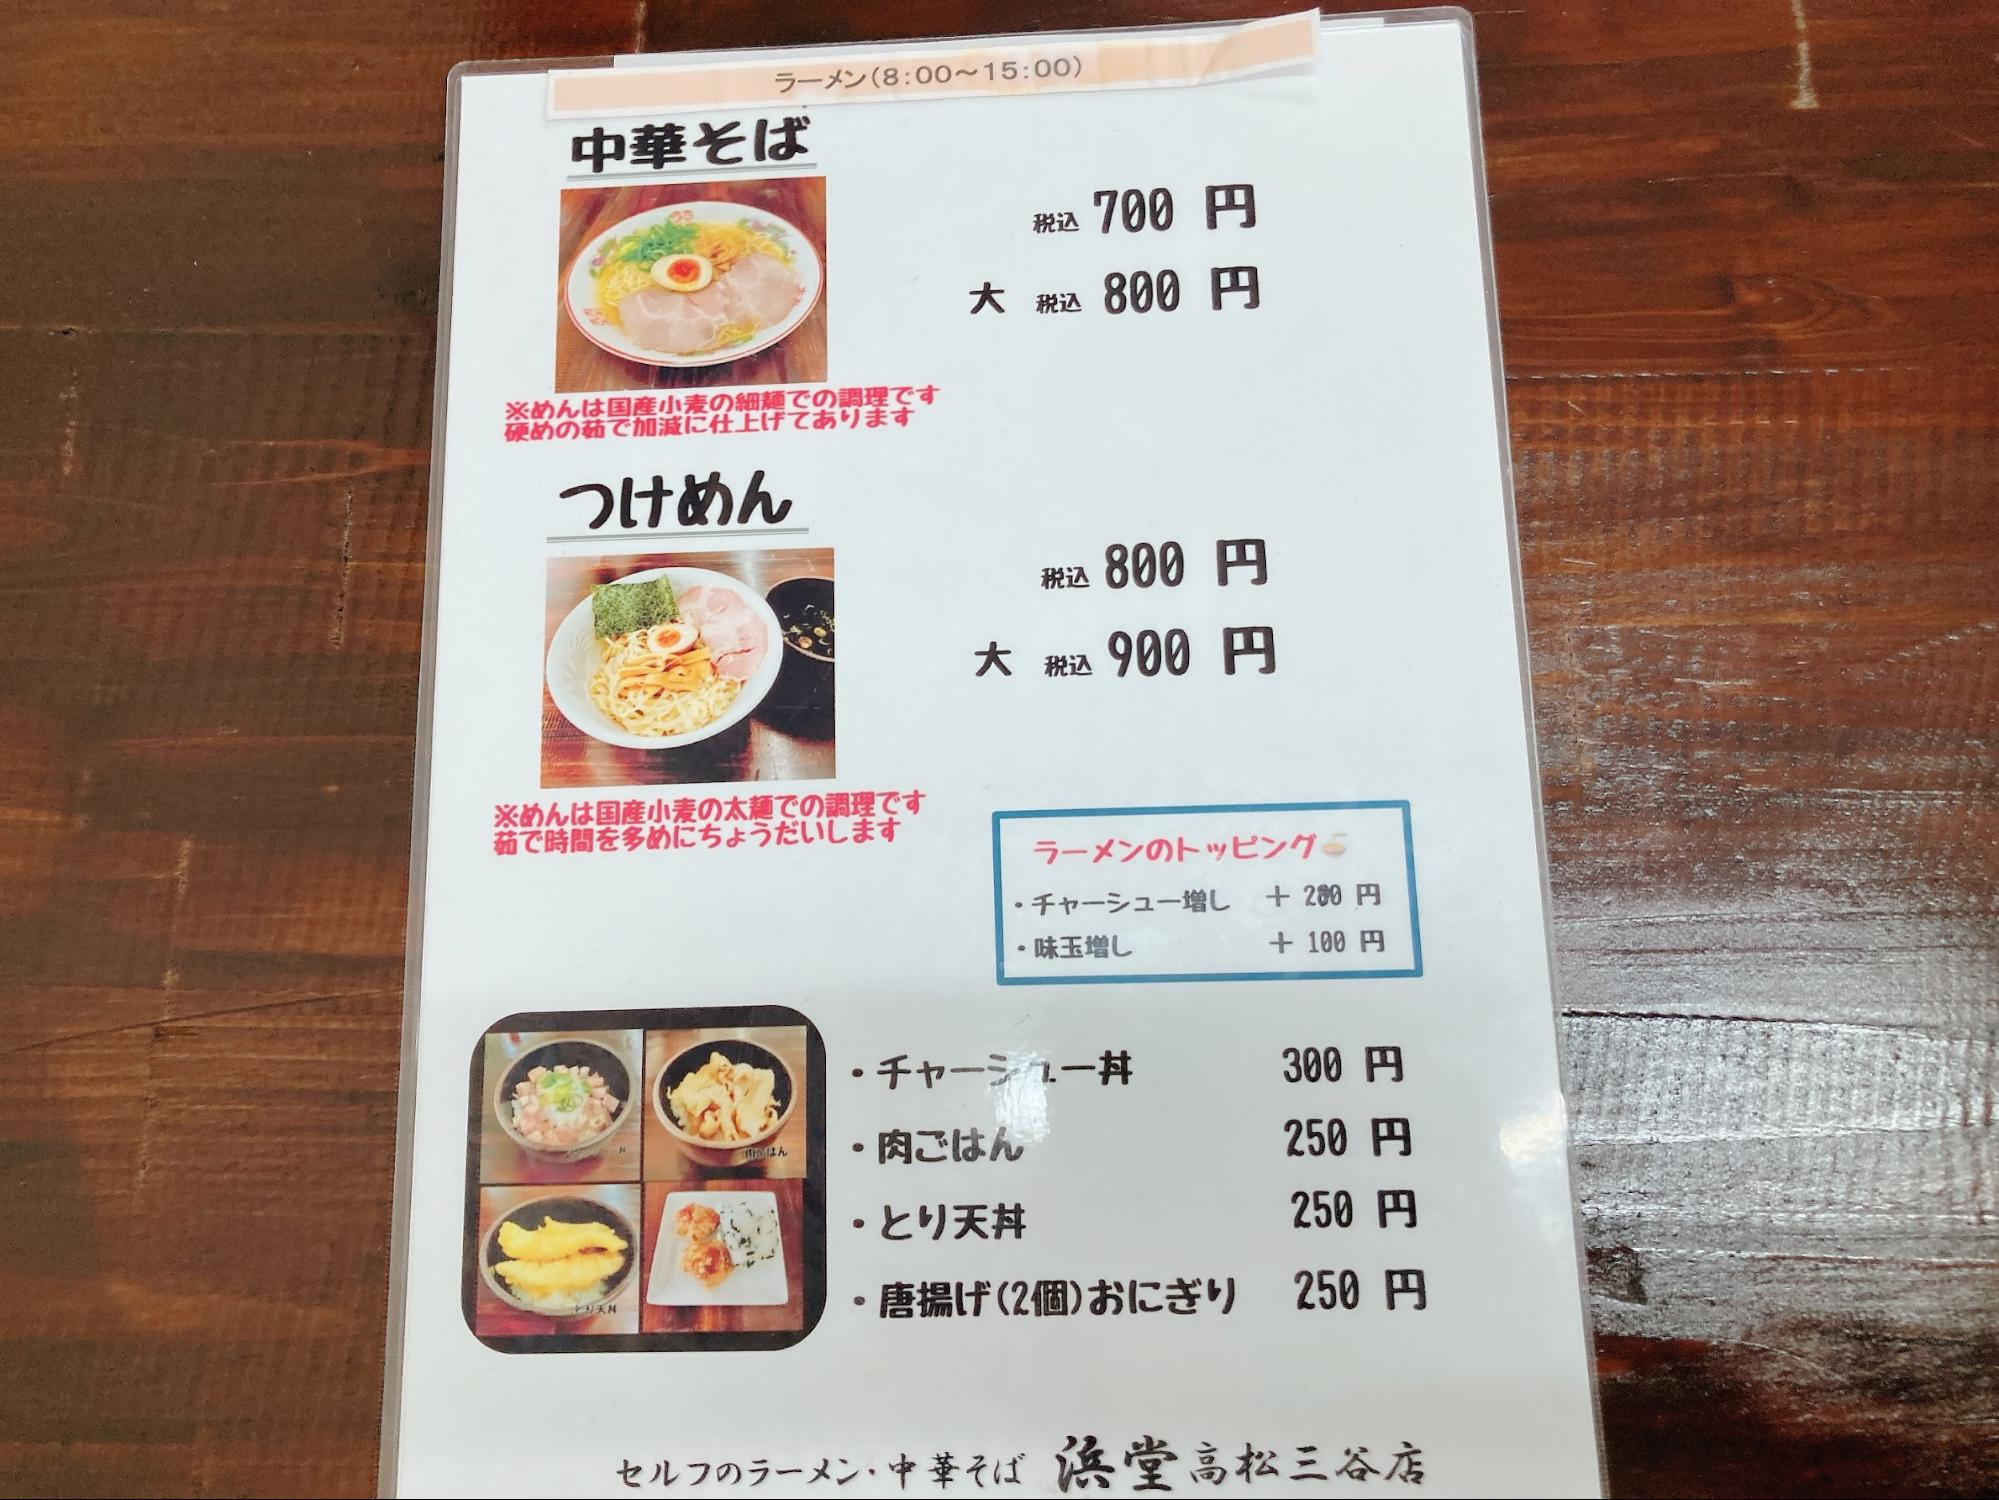 ラーメン(8:00〜15:00)
中華そば
税込 700 円
大 税込 800 円
※めんは国産小麦の細麺での調理です
硬めの茹で加減に仕上げてあります
つけめん
税込 800 円
大 税込 900 円
※めんは国産小麦の太麺での調理です
茹で時間を多めにちょうだいします
ラーメンのトッピング
・チャーシュー増し ＋ 200 円
・味玉増し ＋ 100 円
・チャーシュー丼 300 円
・肉ごはん 250 円
・とり天丼 250 円
・唐揚げ(2個)おにぎり 250 円
肉ごはん
とり天丼
セルフのラーメン・中華そば 浜堂 高松三谷店